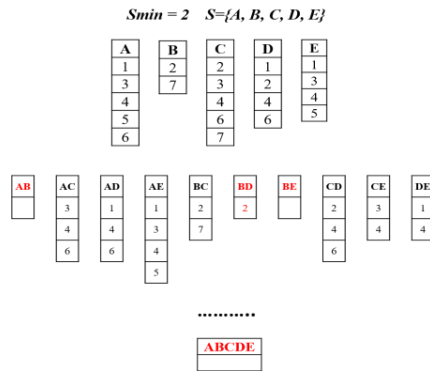 Smin = 2 S={A, B, C, D, E}
A B C D E
1 2 2 1 1
3 7 3 2 3
4 4 4 4
5 6 6 5
6 7
AB AC AD AE BC BD BE CD CE DE
3 1 1 2 2 2 3 1
4 4 3 7 4 4 4
6 6 4 6
5
...........
ABCDE